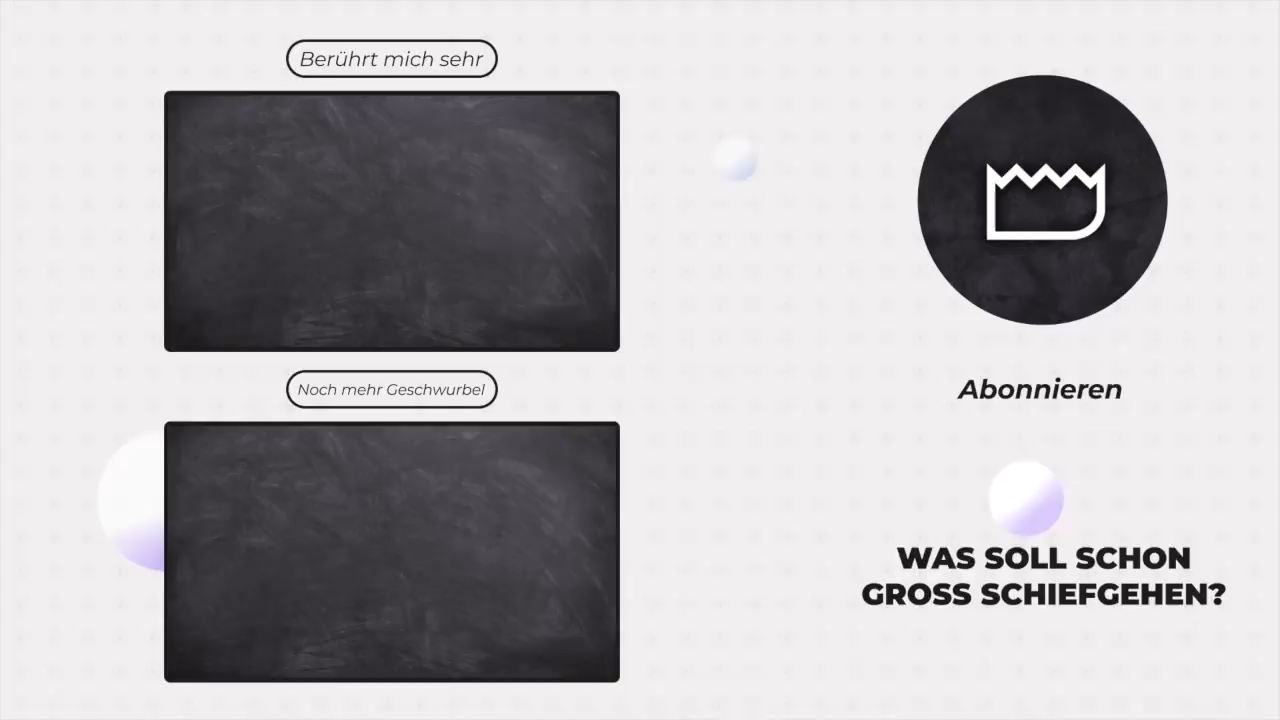 Berührt mich sehr
Noch mehr Geschwurbel
Abonnieren
WAS SOLL SCHON
GROSS SCHIEFGEHEN?